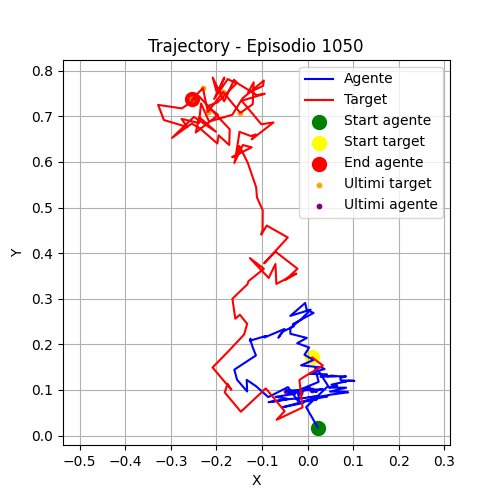 Trajectory - Episodio 1050
Agente
Target
Start agente
Start target
End agente
Ultimi target
Ultimi agente
Y
0.8
0.7
0.6
0.5
0.4
0.3
0.2
0.1
0.0
−0.5 −0.4 −0.3 −0.2 −0.1 0.0 0.1 0.2 0.3
X